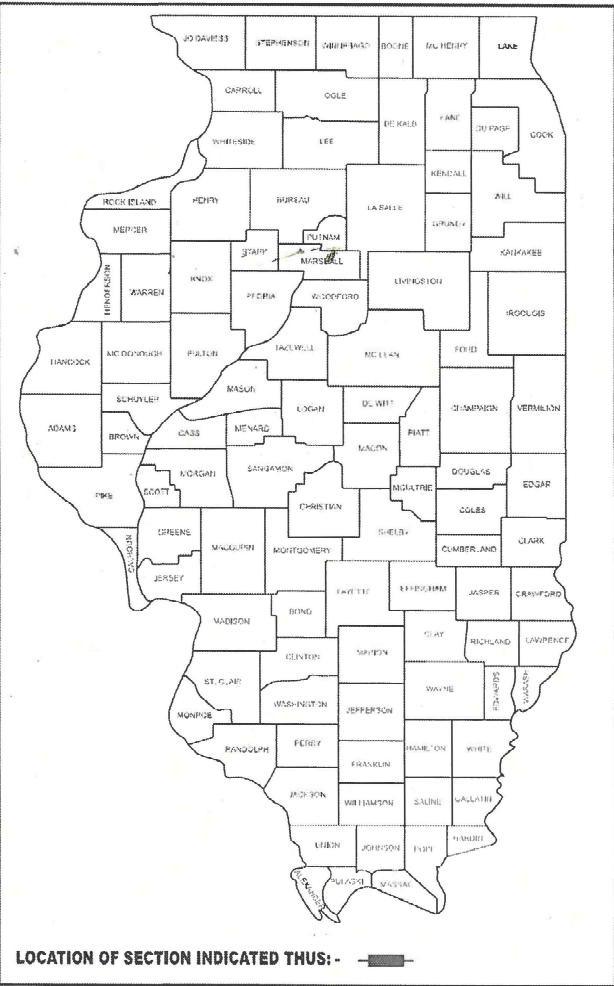 JO DAVIESS STEPHENSON WINNEBAGO BOONE MC HENRY LAKE
CARROLL OGLE
DE KALB KANE DU PAGE COOK
WHITESIDE LEE
KENDALL
ROCK ISLAND HENRY BUREAU LA SALLE WILL
MERCER PUTNAM GRUNDY
STARK MARSHALL KANKAKEE
HENDERSON WARREN KNOX PEORIA WOODFORD LIVINGSTON IROQUOIS
HANCOCK MC DONOUGH FULTON TAZEWELL MC LEAN FORD
SCHUYLER MASON LOGAN DE WITT CHAMPAIGN VERMILION
ADAMS BROWN CASS MENARD MACON PIATT
PIKE SCOTT MORGAN SANGAMON MOULTRIE DOUGLAS EDGAR
CHRISTIAN COLES
CALHOUN GREENE MACOUPIN MONTGOMERY SHELBY CUMBERLAND CLARK
JERSEY FAYETTE EFFINGHAM JASPER CRAWFORD
MADISON BOND
CLAY RICHLAND LAWRENCE
CLINTON MARION
ST. CLAIR WAYNE EDWARDS WABASH
MONROE WASHINGTON JEFFERSON
RANDOLPH PERRY HAMILTON WHITE
FRANKLIN
JACKSON WILLIAMSON SALINE GALLATIN
UNION JOHNSON POPE HARDIN
ALEXANDER PULASKI MASSAC
LOCATION OF SECTION INDICATED THUS: -